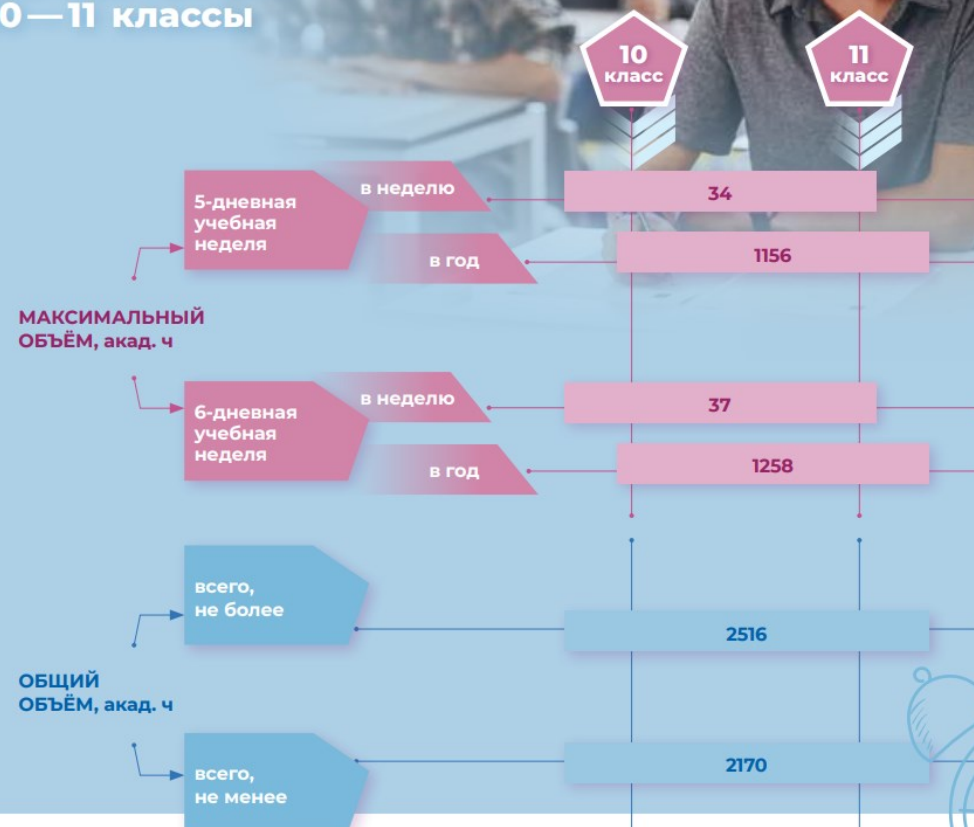 0—11 классы
10
класс
11
класс
5-дневная
учебная
неделя
в неделю
34
в год
1156
МАКСИМАЛЬНЫЙ
ОБЪЁМ, акад. ч
6-дневная
учебная
неделя
в неделю
37
в год
1258
всего,
не более
2516
ОБЩИЙ
ОБЪЁМ, акад. ч
всего,
не менее
2170